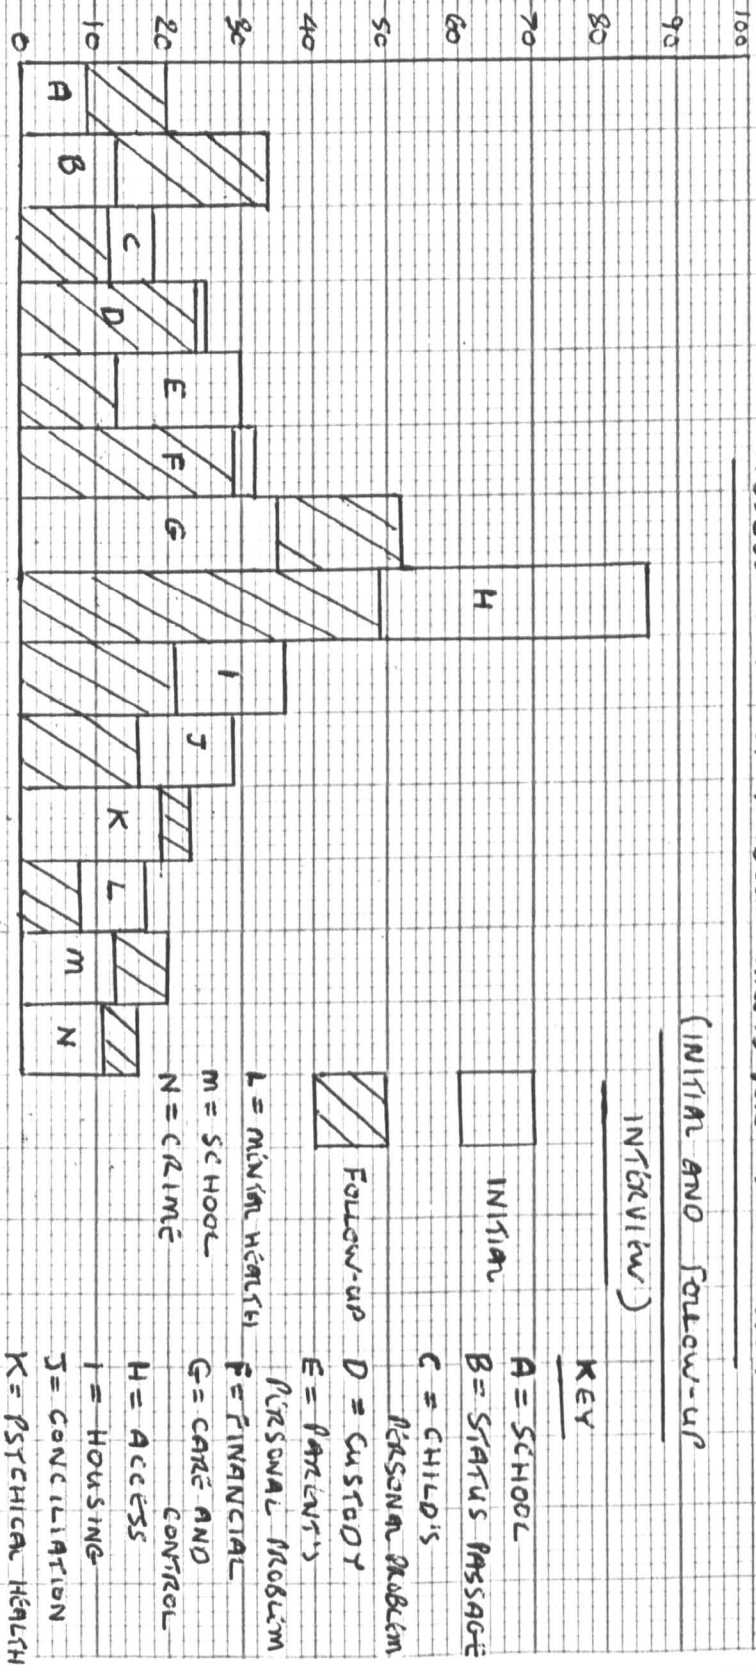 (INITIAL AND FOLLOW-UP
INTERVIEW)
100
90
80
70
60
50
40
30
20
10
0
A
B
C
D
E
F
G
H
I
J
K
L
M
N
INITIAL
FOLLOW-UP
L = MENTAL HEALTH
M = SCHOOL
N = CRIME
KEY
A = SCHOOL
B = STATUS PASSAGE
C = CHILD'S
PERSONAL PROBLEM
D = CUSTODY
E = PARENT'S
PERSONAL PROBLEM
F = FINANCIAL
G = CARE AND
CONTROL
H = ACCESS
I = HOUSING
J = CONCILIATION
K = PSYCHICAL HEALTH